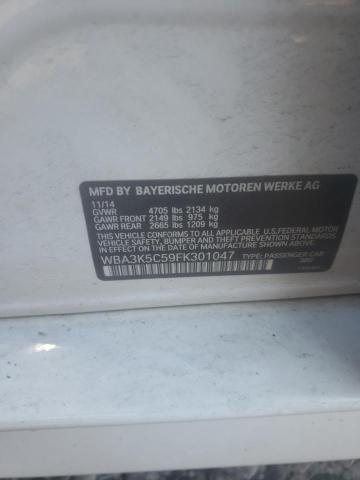 MFD BY BAYERISCHE MOTOREN WERKE AG
11/14
GVWR 4705 lbs 2134 kg
GAWR FRONT 2149 lbs 975 kg
GAWR REAR 2665 lbs 1209 kg
THIS VEHICLE CONFORMS TO ALL APPLICABLE U.S.FEDERAL MOTOR
VEHICLE SAFETY, BUMPER AND THEFT PREVENTION STANDARDS
IN EFFECT ON THE DATE OF MANUFACTURE SHOWN ABOVE.
WBA3K5C59FK301047 TYPE: PASSENGER CAR